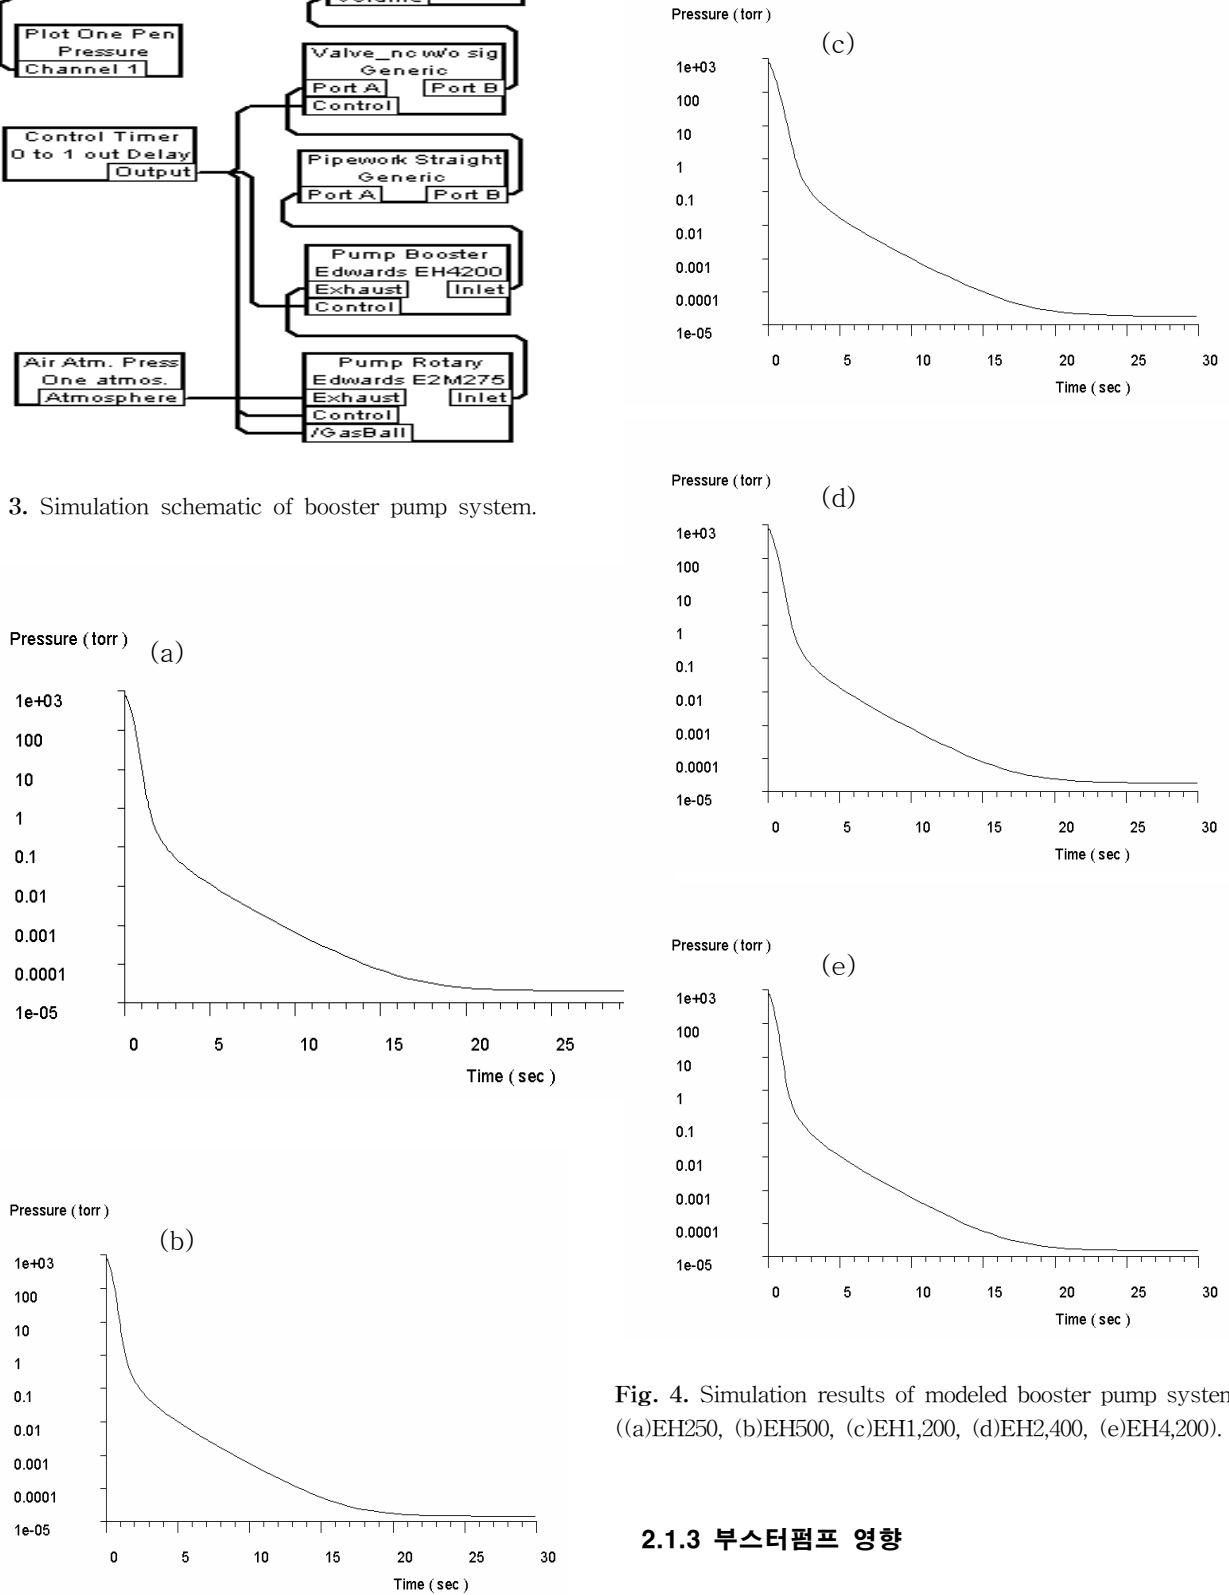 Volume
Plot One Pen
Pressure
Channel 1
Valve_nc w/o sig
Generic
Port A Port B
Control
Control Timer
0 to 1 out Delay
Output
Pipework Straight
Generic
Port A Port B
Pump Booster
Edwards EH4200
Exhaust Inlet
Control
Air Atm. Press
One atmos.
Atmosphere
Pump Rotary
Edwards E2M275
Exhaust Inlet
Control
/GasBall
3. Simulation schematic of booster pump system.
Pressure ( torr )
(a)
1e+03
100
10
1
0.1
0.01
0.001
0.0001
1e-05
0 5 10 15 20 25
Time ( sec )
Pressure ( torr )
(b)
1e+03
100
10
1
0.1
0.01
0.001
0.0001
1e-05
0 5 10 15 20 25 30
Time ( sec )
Pressure ( torr )
(c)
1e+03
100
10
1
0.1
0.01
0.001
0.0001
1e-05
0 5 10 15 20 25 30
Time ( sec )
Pressure ( torr )
(d)
1e+03
100
10
1
0.1
0.01
0.001
0.0001
1e-05
0 5 10 15 20 25 30
Time ( sec )
Pressure ( torr )
(e)
1e+03
100
10
1
0.1
0.01
0.001
0.0001
1e-05
0 5 10 15 20 25 30
Time ( sec )
Fig. 4. Simulation results of modeled booster pump system
((a)EH250, (b)EH500, (c)EH1,200, (d)EH2,400, (e)EH4,200).
2.1.3 부스터펌프 영향